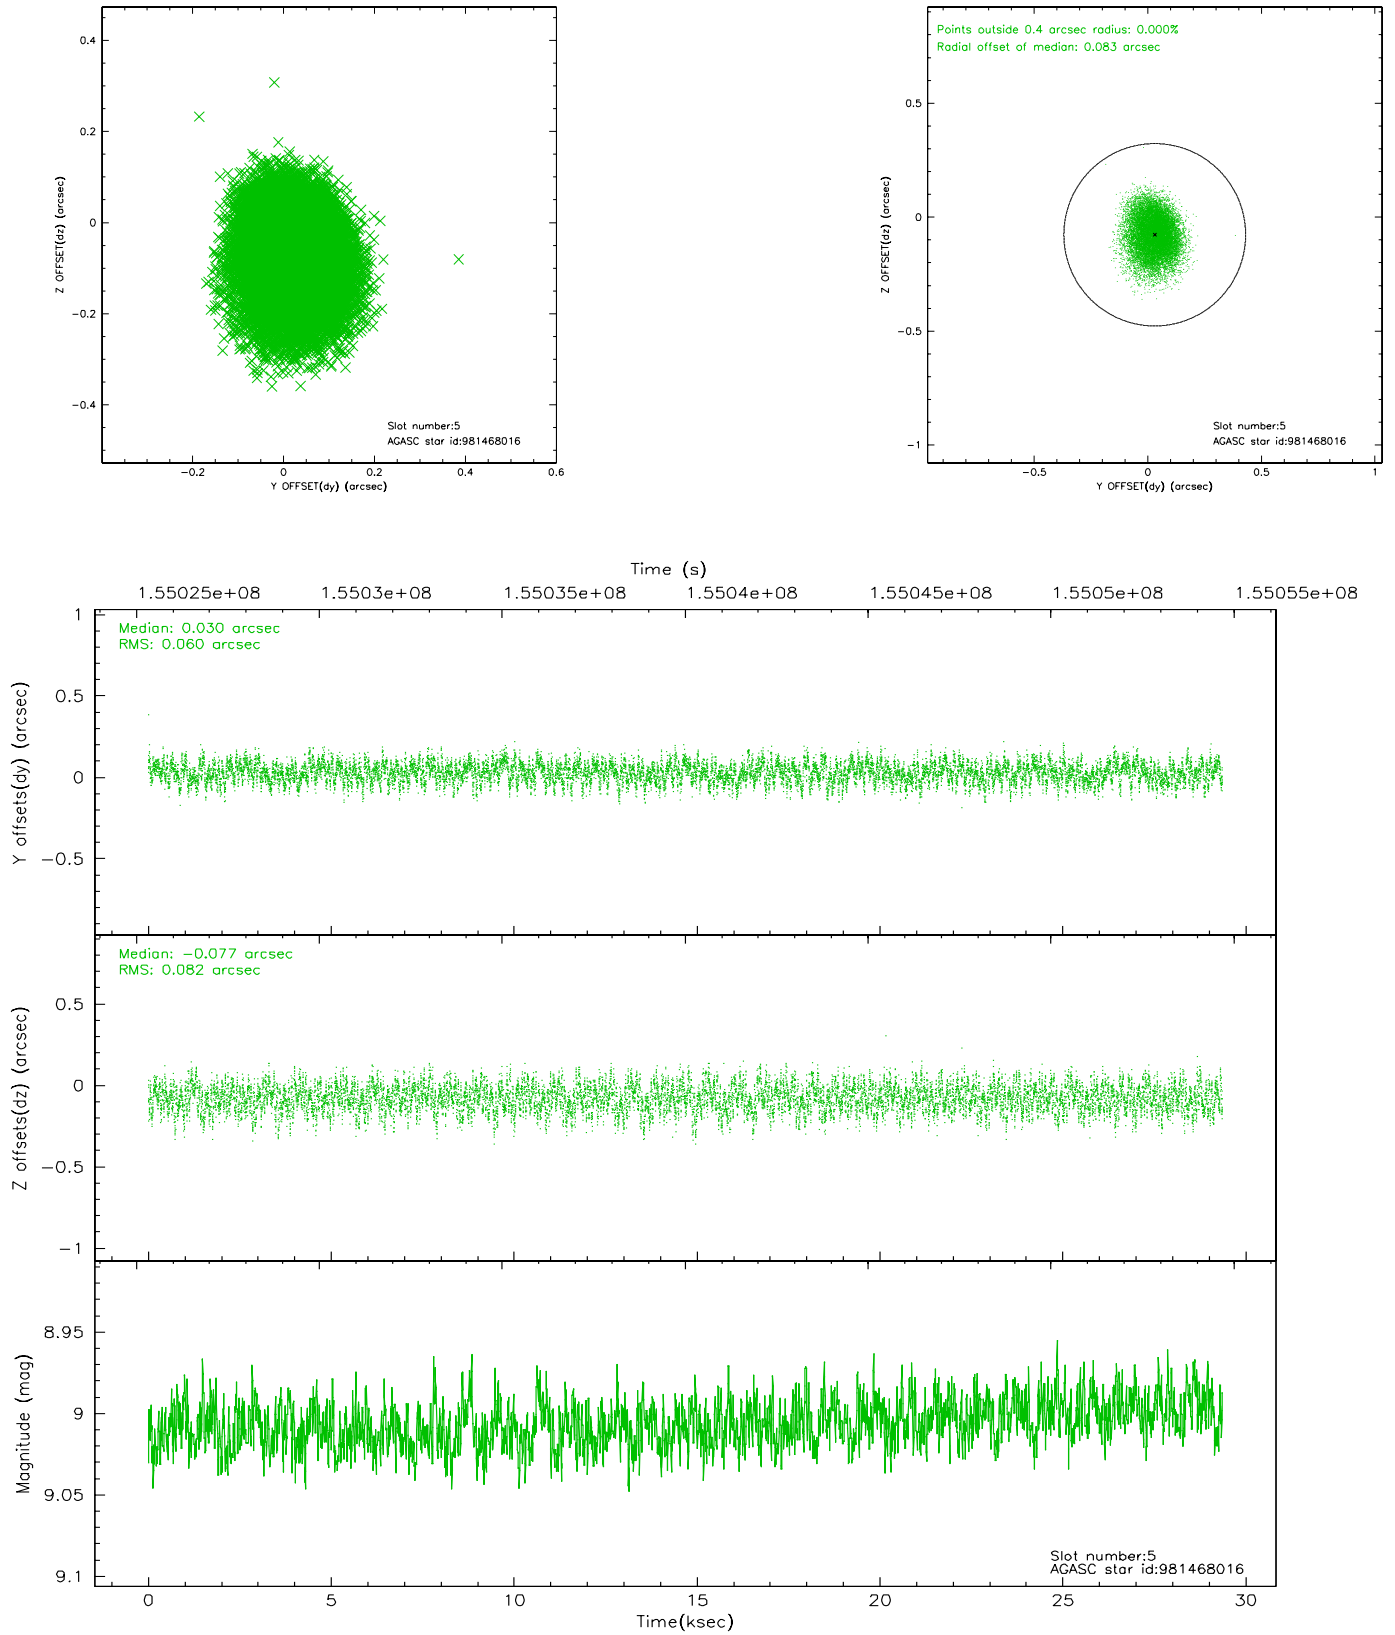 0.4
0.2
0
−0.2
−0.4
Z OFFSET(dz) (arcsec)
Slot number:5
AGASC star id:981468016
−0.2
0
0.2
0.4
0.6
Y OFFSET(dy) (arcsec)
Points outside 0.4 arcsec radius: 0.000%
Radial offset of median: 0.083 arcsec
0.5
0
−0.5
−1
Z OFFSET(dz) (arcsec)
Slot number:5
AGASC star id:981468016
−0.5
0
0.5
1
Y OFFSET(dy) (arcsec)
Time (s)
1.55025e+08
1.5503e+08
1.55035e+08
1.5504e+08
1.55045e+08
1.5505e+08
1.55055e+08
Median: 0.030 arcsec
RMS: 0.060 arcsec
1
0.5
0
−0.5
Y offsets(dy) (arcsec)
Median: −0.077 arcsec
RMS: 0.082 arcsec
0.5
0
−0.5
−1
Z offsets(dz) (arcsec)
8.95
9
9.05
9.1
Magnitude (mag)
Slot number:5
AGASC star id:981468016
0
5
10
15
20
25
30
Time(ksec)